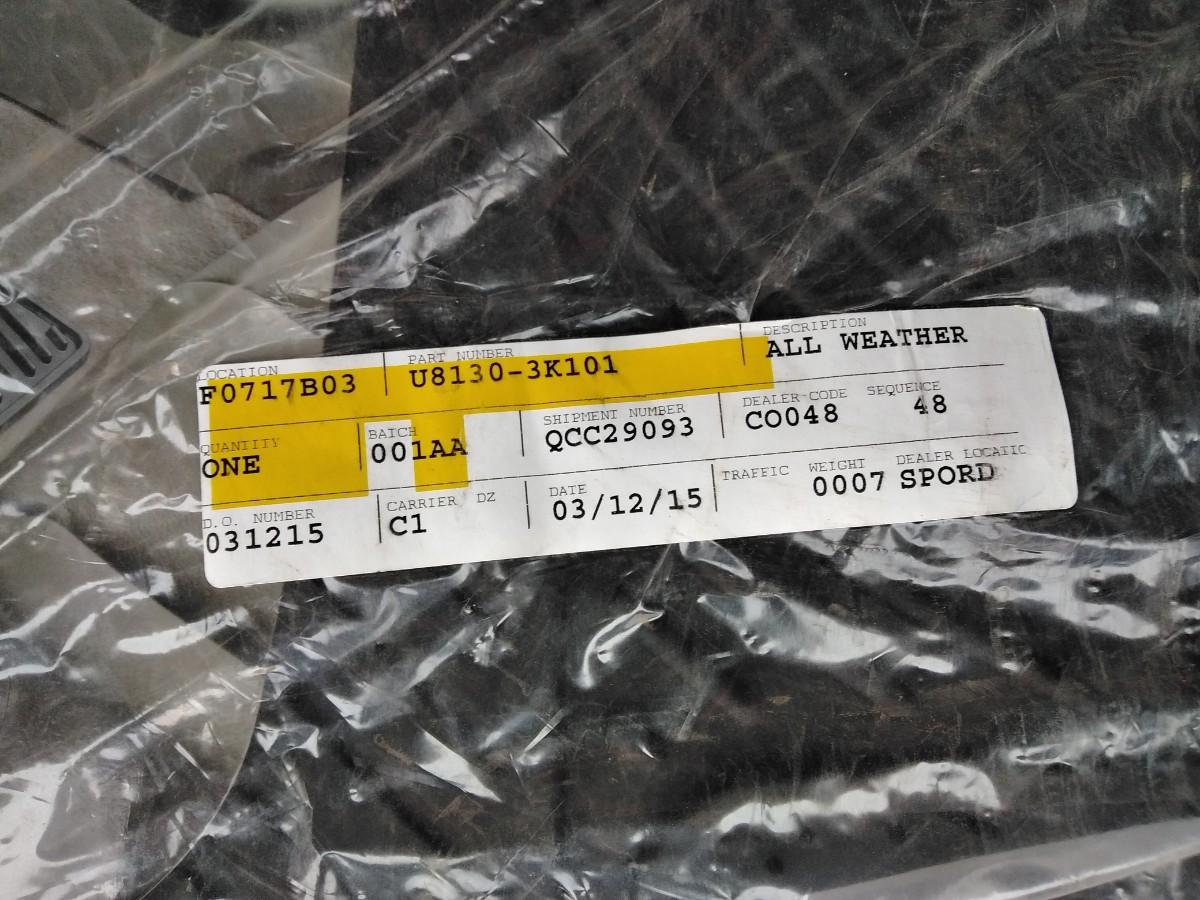 LOCATION PART NUMBER DESCRIPTION
F0717B03 U8130-3K101 ALL WEATHER
QUANTITY BATCH SHIPMENT NUMBER DEALER CODE SEQUENCE
ONE 001AA QCC29093 CO048 48
D.O. NUMBER CARRIER DZ DATE TRAFFIC WEIGHT DEALER LOCATIO
031215 C1 03/12/15 0007 SPORD